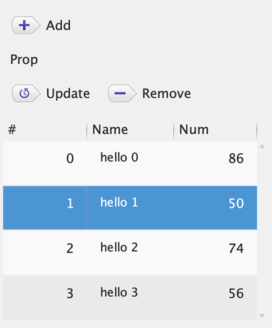 Add
Prop
Update Remove
# Name Num
0 hello 0 86
1 hello 1 50
2 hello 2 74
3 hello 3 56